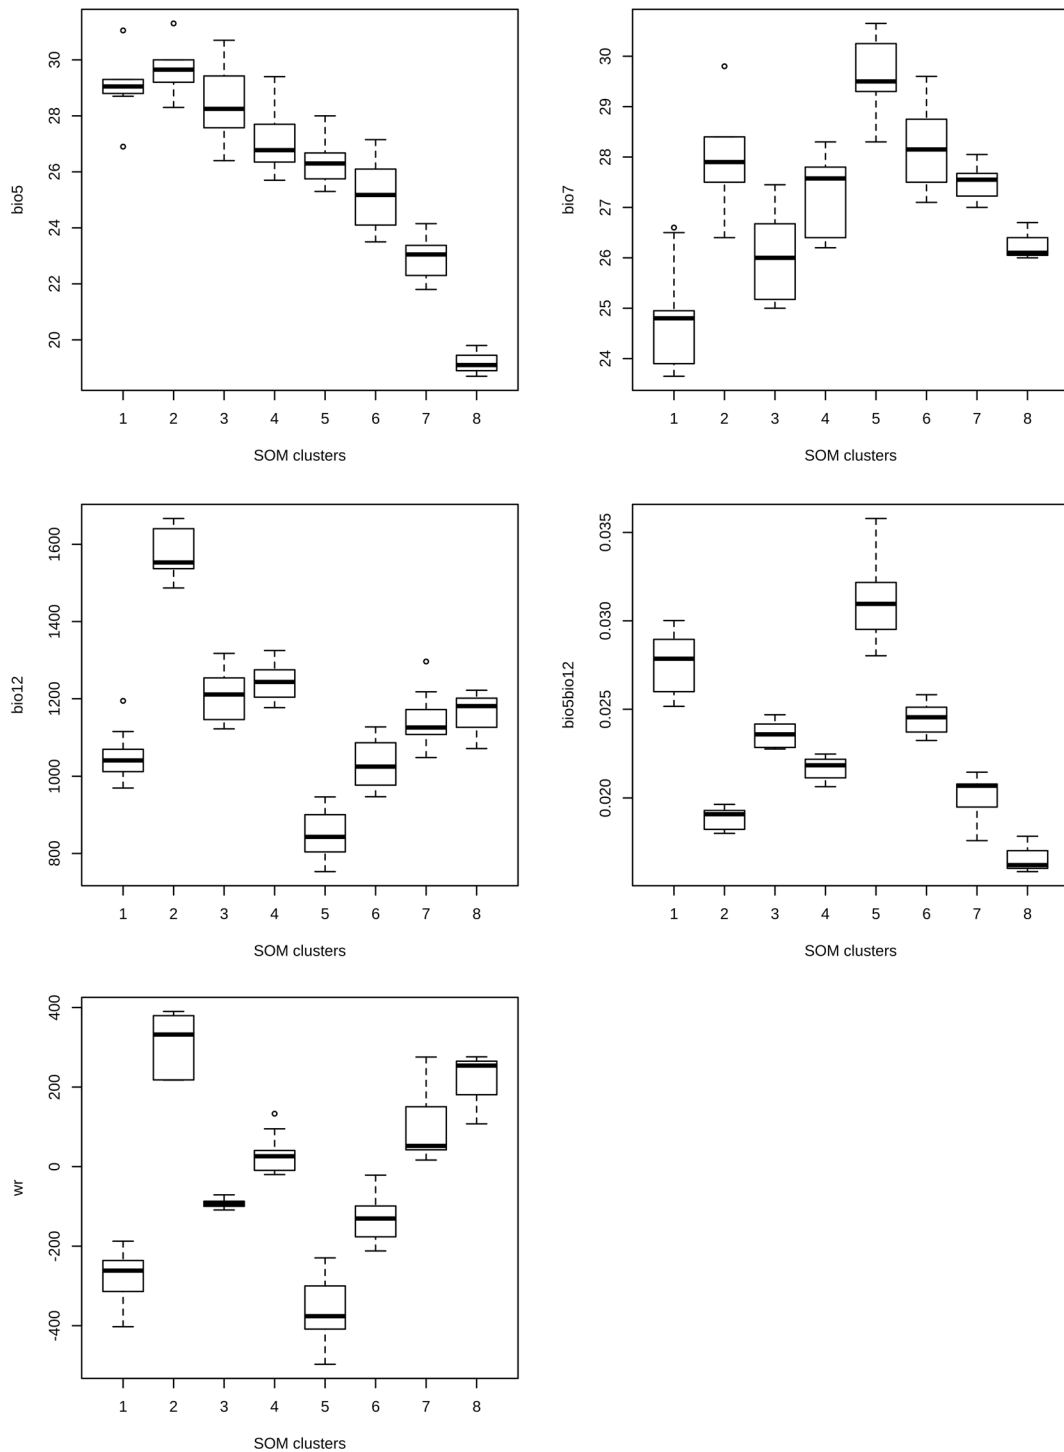 bio5
30
28
26
24
22
20
1 2 3 4 5 6 7 8
SOM clusters
bio7
30
29
28
27
26
25
24
1 2 3 4 5 6 7 8
SOM clusters
bio12
1600
1400
1200
1000
800
1 2 3 4 5 6 7 8
SOM clusters
bio5bio12
0.035
0.030
0.025
0.020
1 2 3 4 5 6 7 8
SOM clusters
wr
400
200
0
-200
-400
1 2 3 4 5 6 7 8
SOM clusters